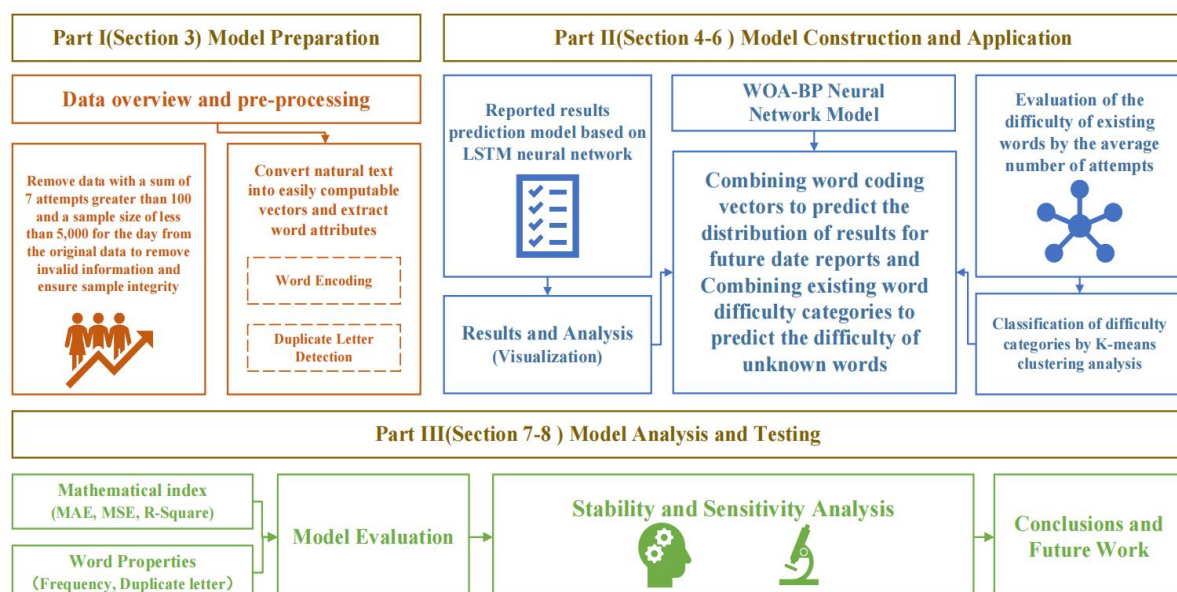 Part I(Section 3) Model Preparation
Data overview and pre-processing
Remove data with a sum of
7 attempts greater than 100
and a sample size of less
than 5,000 for the day from
the original data to remove
invalid information and
ensure sample integrity
Convert natural text
into easily computable
vectors and extract
word attributes
Word Encoding
Duplicate Letter
Detection
Part II(Section 4-6 ) Model Construction and Application
Reported results
prediction model based on
LSTM neural network
Results and Analysis
(Visualization)
WOA-BP Neural
Network Model
Combining word coding
vectors to predict the
distribution of results for
future date reports and
Combining existing word
difficulty categories to
predict the difficulty of
unknown words
Evaluation of the
difficulty of existing
words by the average
number of attempts
Classification of difficulty
categories by K-means
clustering analysis
Part III(Section 7-8 ) Model Analysis and Testing
Mathematical index
(MAE, MSE, R-Square)
Word Properties
（Frequency, Duplicate letter）
Model Evaluation
Stability and Sensitivity Analysis
Conclusions and
Future Work